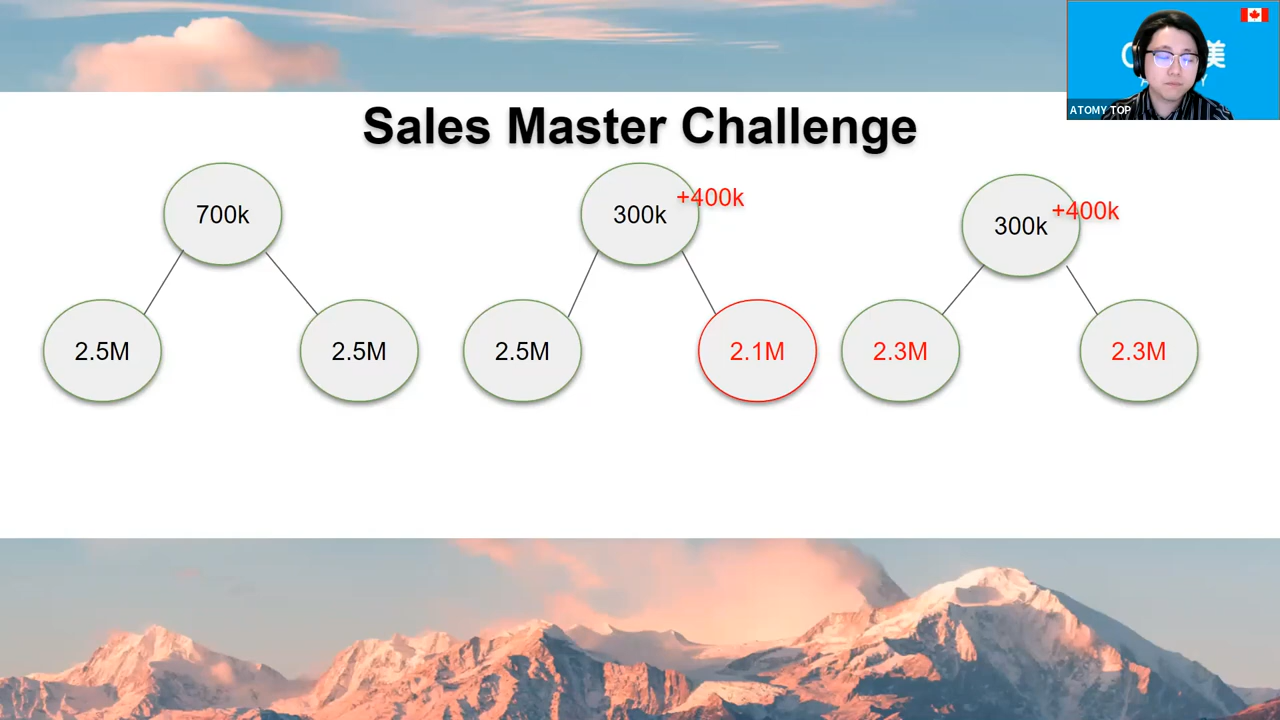 美
ATOMY TOP
Sales Master Challenge
700k
300k
+400k
300k
+400k
2.5M
2.5M
2.5M
2.1M
2.3M
2.3M